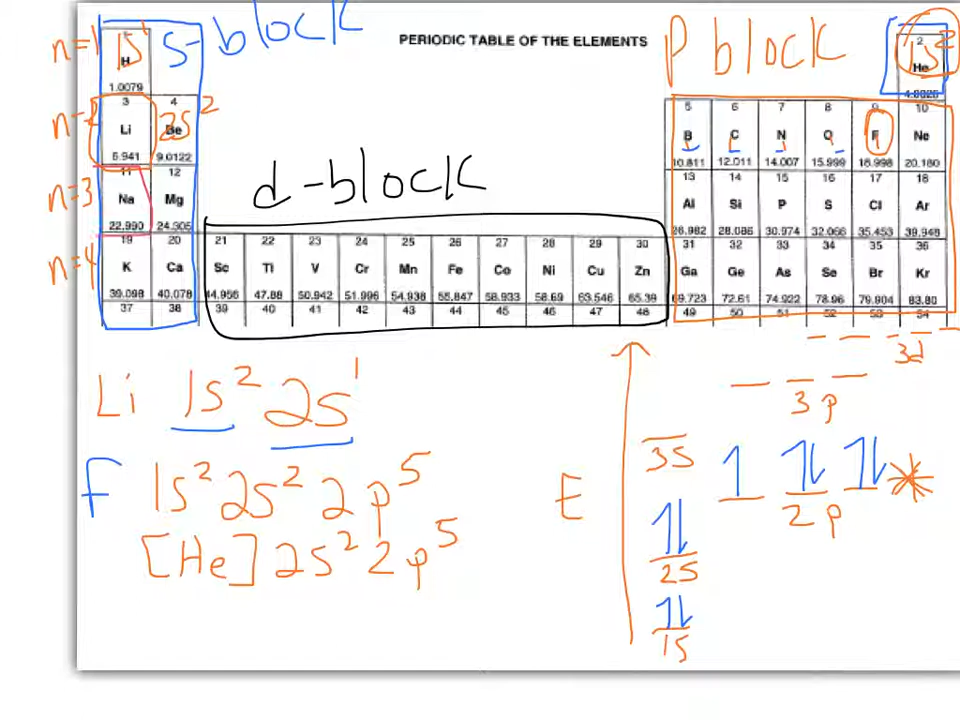 n=1 1S¹ S-block PERIODIC TABLE OF THE ELEMENTS P block 2
H 1S² He
1.0079 4.0026
n=2 3 4 2S² 5 6 7 8 9 10
Li Be B C N O F Ne
6.941 9.0122 10.811 12.011 14.007 15.999 18.998 20.180
n=3 11 12 d-block 13 14 15 16 17 18
Na Mg Al Si P S Cl Ar
22.990 24.305 26.982 28.086 30.974 32.066 35.453 39.948
n=4 19 20 21 22 23 24 25 26 27 28 29 30 31 32 33 34 35 36
K Ca Sc Ti V Cr Mn Fe Co Ni Cu Zn Ga Ge As Se Br Kr
39.098 40.078 44.956 47.88 50.942 51.996 54.938 55.847 58.933 58.69 63.546 65.39 69.723 72.61 74.922 78.96 79.904 83.80
37 38 39 40 41 42 43 44 45 46 47 48 49 50 51 52 53 54
3d
Li 1S² 2S¹
3p
3S
F 1S² 2S² 2p⁵
E
2p
[He] 2S² 2p⁵
2S
1S